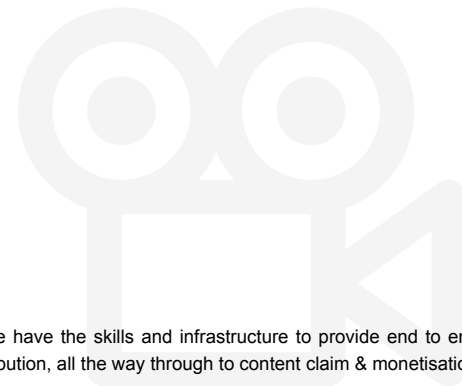 have the skills and infrastructure to provide end to
all the way through to content claim &